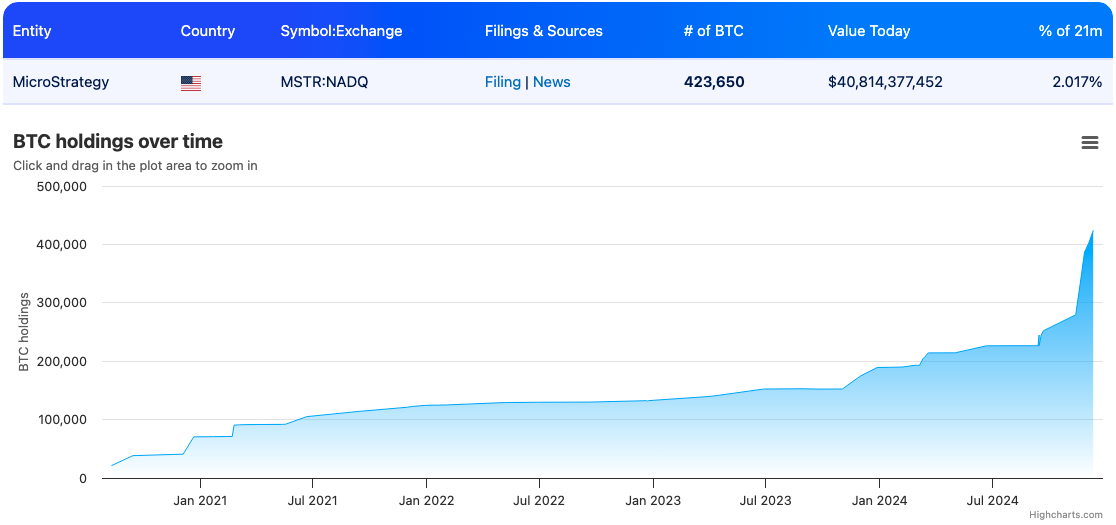 Entity Country Symbol:Exchange Filings & Sources # of BTC Value Today % of 21m
MicroStrategy MSTR:NADQ Filing | News 423,650 $40,814,377,452 2.017%
BTC holdings over time
Click and drag in the plot area to zoom in
500,000
400,000
300,000
200,000
100,000
0
BTC holdings
Jan 2021 Jul 2021 Jan 2022 Jul 2022 Jan 2023 Jul 2023 Jan 2024 Jul 2024
Highcharts.com